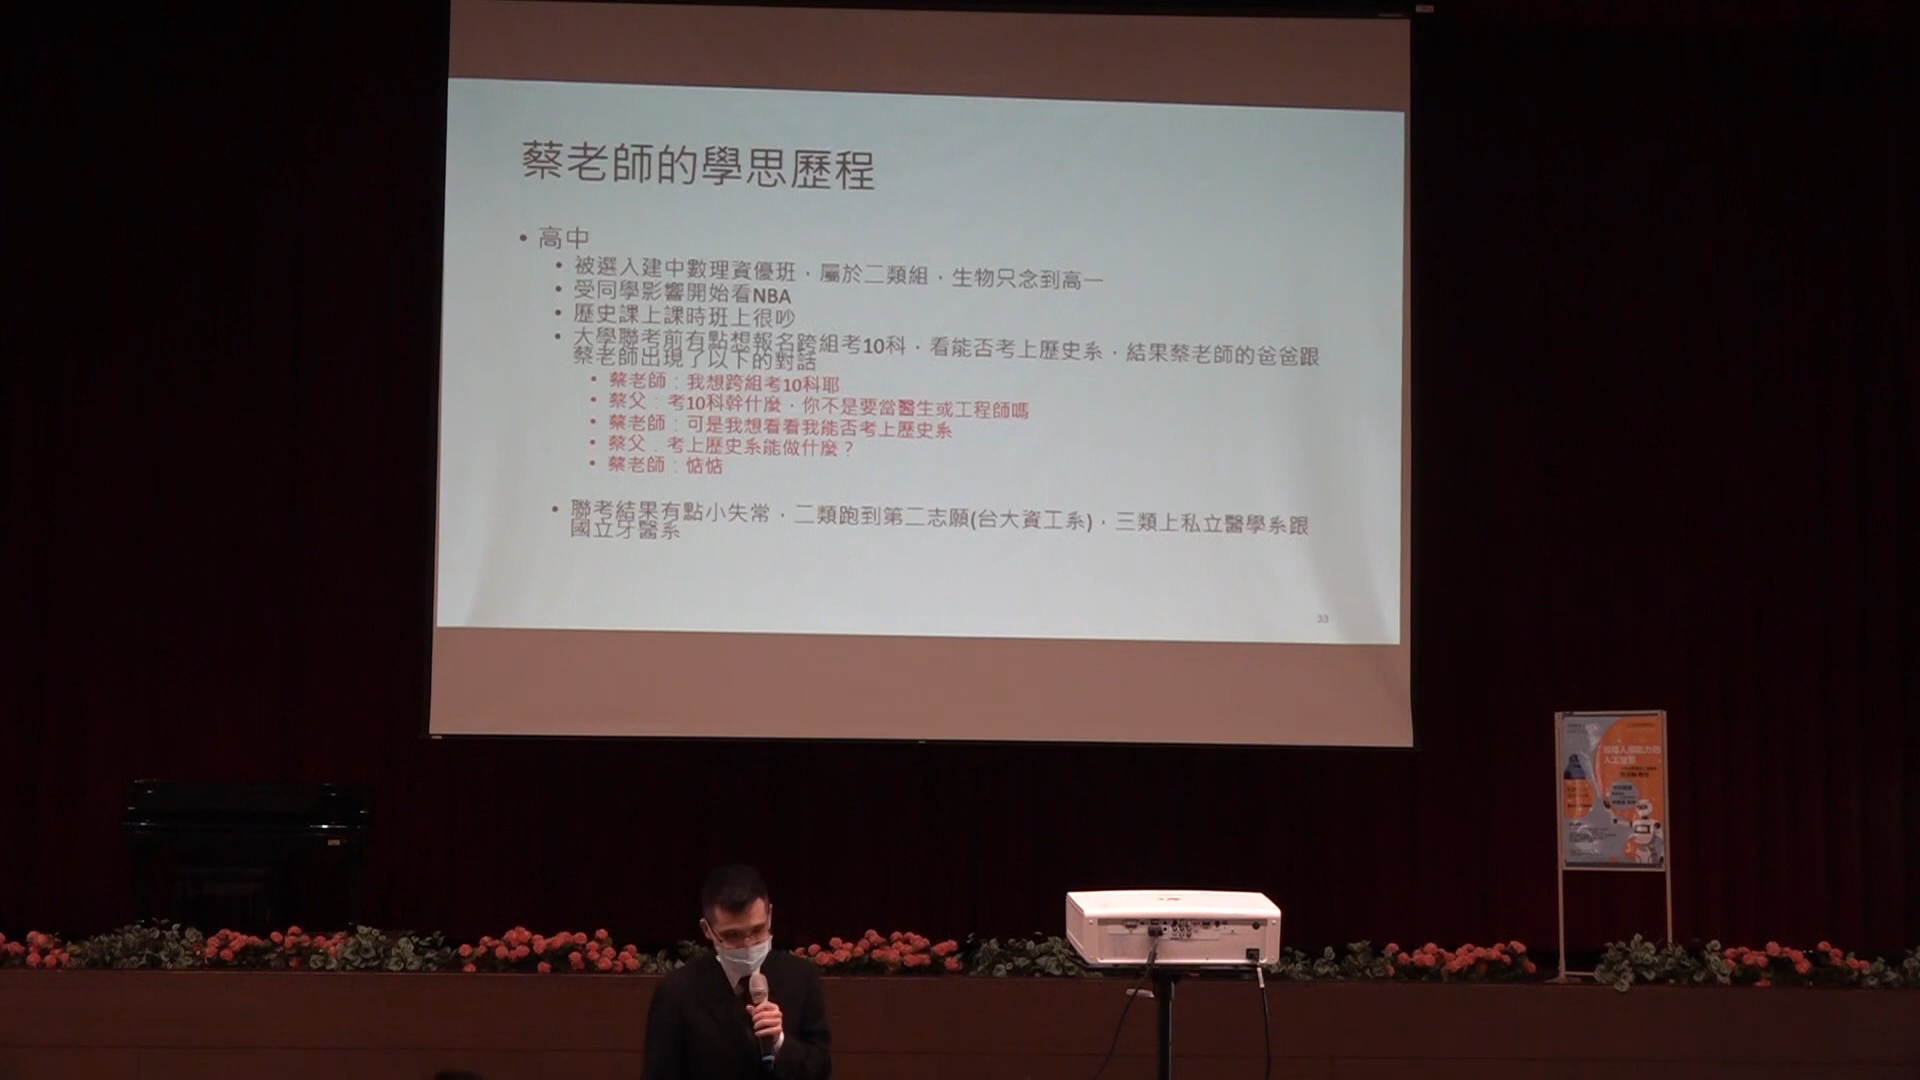 蔡老師的學思歷程
• 高中
• 被選入建中數理資優班，屬於二類組，生物只念到高一
• 受同學影響開始看NBA
• 歷史課上課時班上很吵
• 大學聯考前有點想報名跨組考10科，看能否考上歷史系，結果蔡老師的爸爸跟
蔡老師出現了以下的對話
• 蔡老師：我想跨組考10科耶
• 蔡父：考10科幹什麼，你不是要當醫生或工程師嗎
• 蔡老師：可是我想看看我能否考上歷史系
• 蔡父：考上歷史系能做什麼？
• 蔡老師：惦惦
• 聯考結果有點小失常，二類跑到第二志願(台大資工系)，三類上私立醫學系跟
國立牙醫系
33
人工智慧